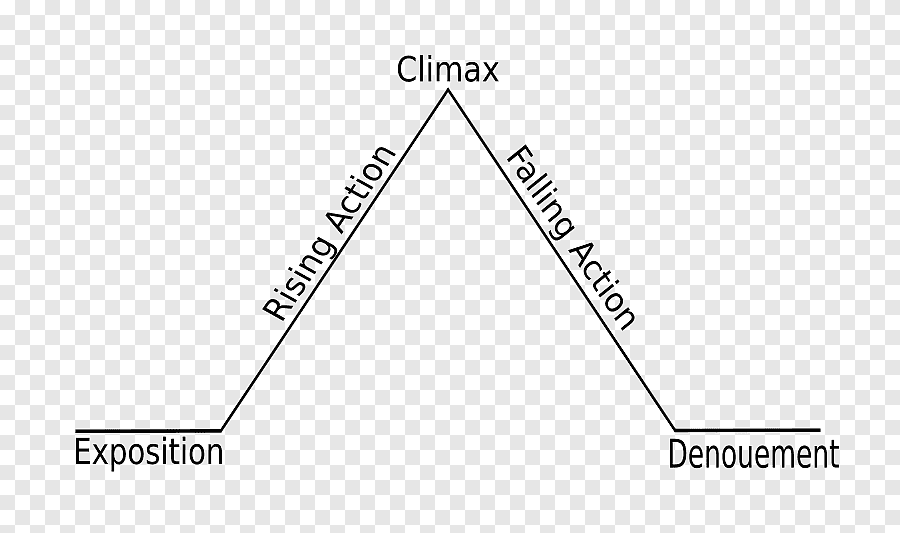 Climax
Rising Action
Falling Action
Exposition
Denouement